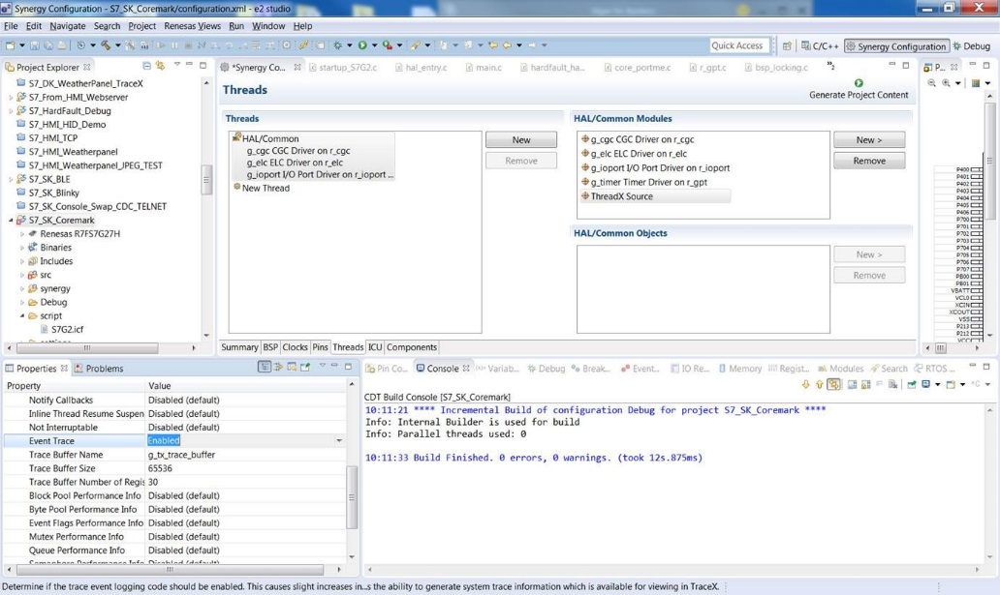 Synergy Configuration - S7_SK_Coremark/configuration.xml - e2 studio
File Edit Navigate Search Project Renesas Views Run Window Help
Quick Access C/C++ Synergy Configuration Debug
Project Explorer
S7_DK_WeatherPanel_TraceX
S7_From_HMI_Webserver
S7_HardFault_Debug
S7_HMI_HID_Demo
S7_HMI_TCP
S7_HMI_Weatherpanel
S7_HMI_Weatherpanel_JPEG_TEST
S7_SK_BLE
S7_SK_Blinky
S7_SK_Console_Swap_CDC_TELNET
S7_SK_Coremark
Renesas R7FS7G27H
Binaries
Includes
src
synergy
Debug
script
S7G2.icf
settings
*Synergy Co... startup_S7G2.c hal_entry.c main.c hardfault_ha... core_portme.c r_gpt.c bsp_locking.c »2
Threads
Generate Project Content
Threads
HAL/Common
g_cgc CGC Driver on r_cgc
g_elc ELC Driver on r_elc
g_ioport I/O Port Driver on r_ioport ...
New Thread
New
Remove
HAL/Common Modules
g_cgc CGC Driver on r_cgc
g_elc ELC Driver on r_elc
g_ioport I/O Port Driver on r_ioport
g_timer Timer Driver on r_gpt
ThreadX Source
New >
Remove
HAL/Common Objects
New >
Remove
Summary BSP Clocks Pins Threads ICU Components
P...
P400
P401
P402
P403
P404
P405
P406
P700
P701
P702
P703
P704
P705
P706
P707
PB00
PB01
VBATT
VCL0
XCIN
XCOUT
VSS
P213
P212
VCC
Properties Problems
Property Value
Notify Callbacks Disabled (default)
Inline Thread Resume Suspen Disabled (default)
Not Interruptable Disabled (default)
Event Trace Enabled
Trace Buffer Name g_tx_trace_buffer
Trace Buffer Size 65536
Trace Buffer Number of Regis 30
Block Pool Performance Info Disabled (default)
Byte Pool Performance Info Disabled (default)
Event Flags Performance Info Disabled (default)
Mutex Performance Info Disabled (default)
Queue Performance Info Disabled (default)
Semaphore Performance Info Disabled (default)
Pin Co... Console Variab... Debug Break... Event... IO Re... Memory Regist... Modules Search RTOS ...
CDT Build Console [S7_SK_Coremark]
10:11:21 **** Incremental Build of configuration Debug for project S7_SK_Coremark ****
Info: Internal Builder is used for build
Info: Parallel threads used: 0
10:11:33 Build Finished. 0 errors, 0 warnings. (took 12s.875ms)
Determine if the trace event logging code should be enabled. This causes slight increases in...s the ability to generate system trace information which is available for viewing in TraceX.